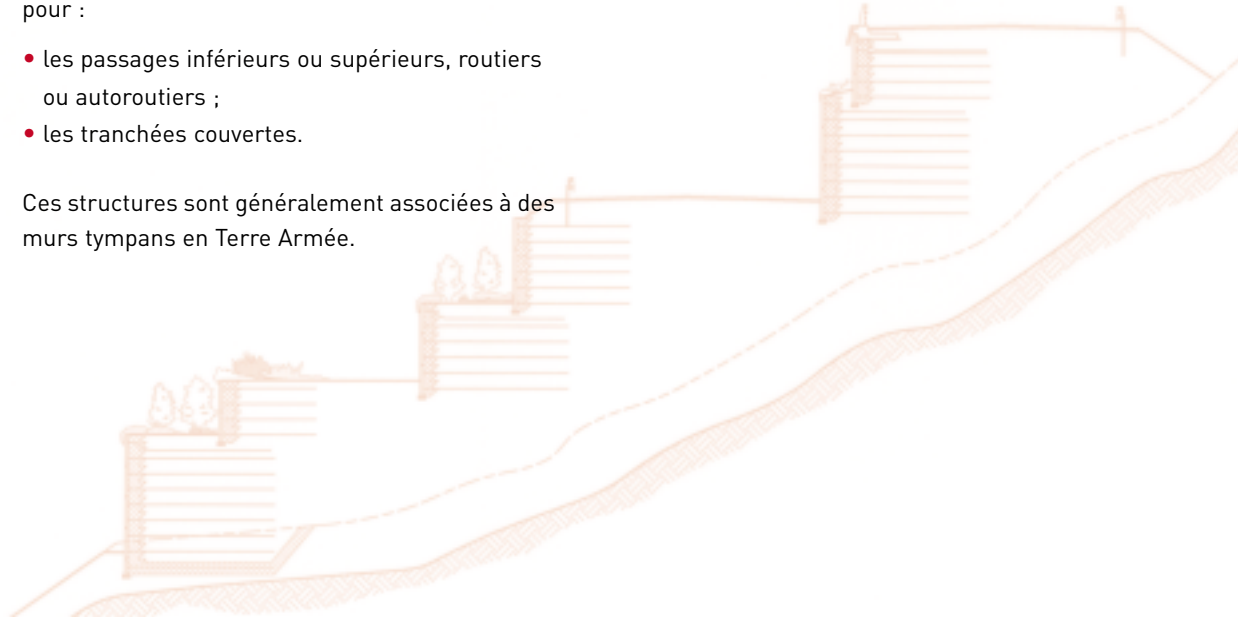 pour :
• les passages inférieurs ou supérieurs, routiers
ou autoroutiers ;
• les tranchées couvertes.
Ces structures sont généralement associées à des
murs tympans en Terre Armée.